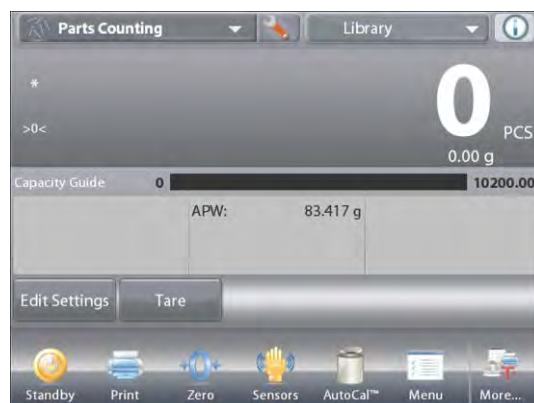 Parts Counting Library
*
>0<
0 PCS
0.00 g
Capacity Guide 0 10200.00
APW: 83.417 g
Edit Settings Tare
Standby Print Zero Sensors AutoCal™ Menu More...